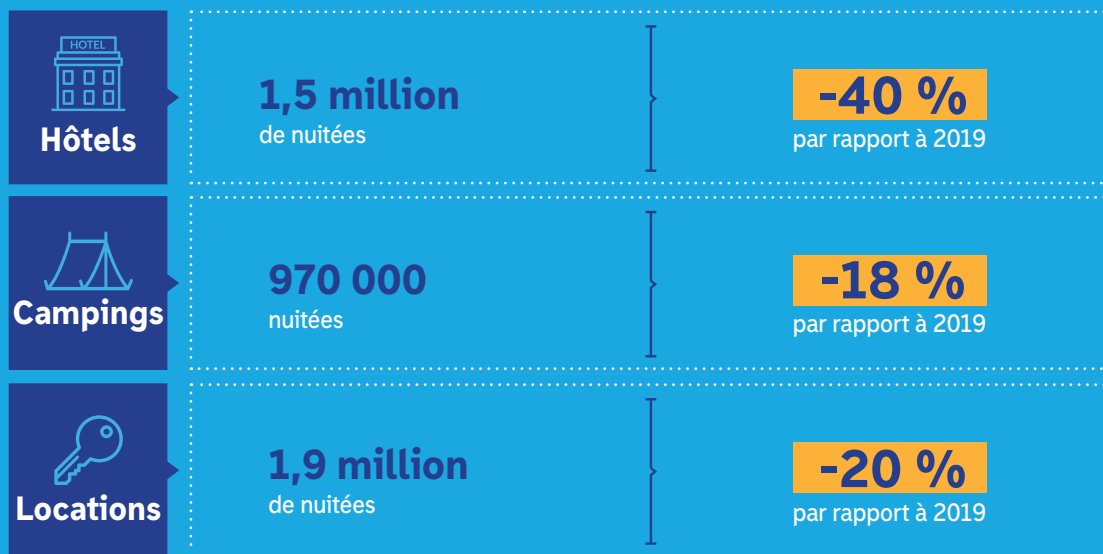 HOTEL
Hôtels
1,5 million
de nuitées
-40 %
par rapport à 2019
Campings
970 000
nuitées
-18 %
par rapport à 2019
Locations
1,9 million
de nuitées
-20 %
par rapport à 2019